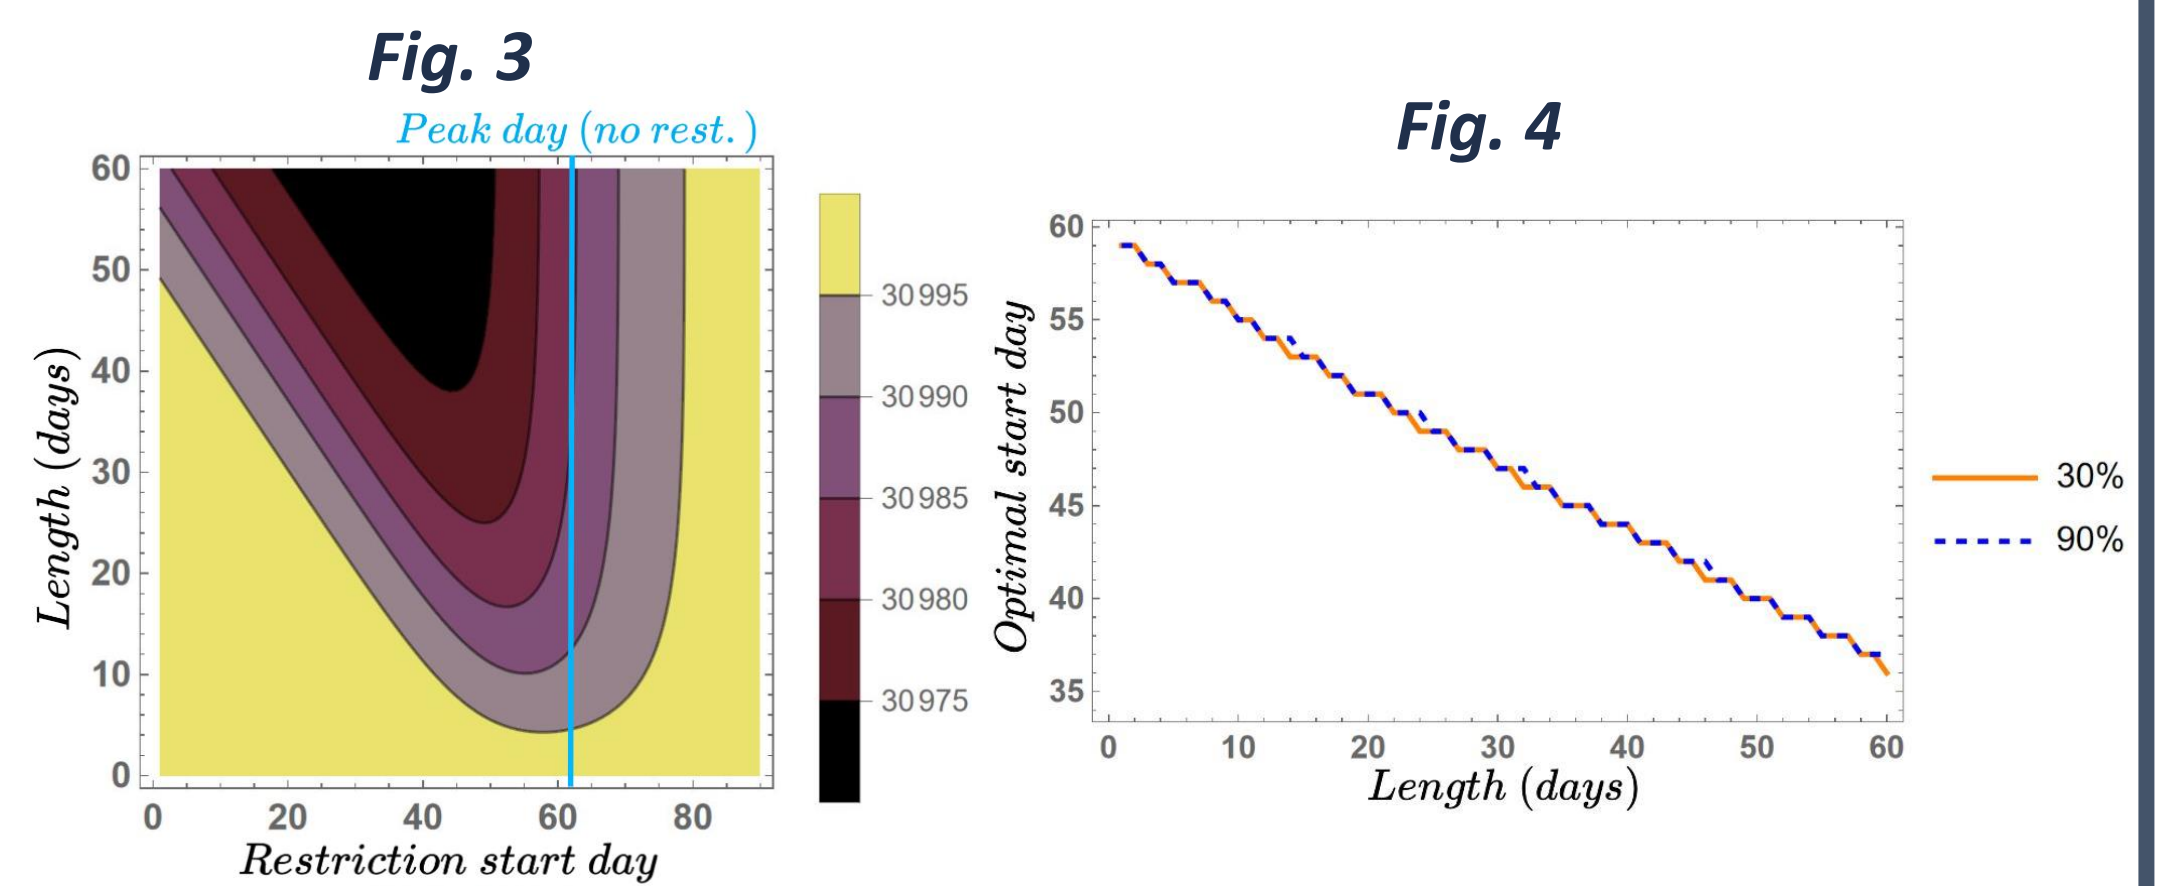 Fig. 3
Peak day (no rest.)
60
50
40
30
20
10
0
Length (days)
0 20 40 60 80
Restriction start day
30995
30990
30985
30980
30975
Fig. 4
60
55
50
45
40
35
Optimal start day
0 10 20 30 40 50 60
Length (days)
30%
90%